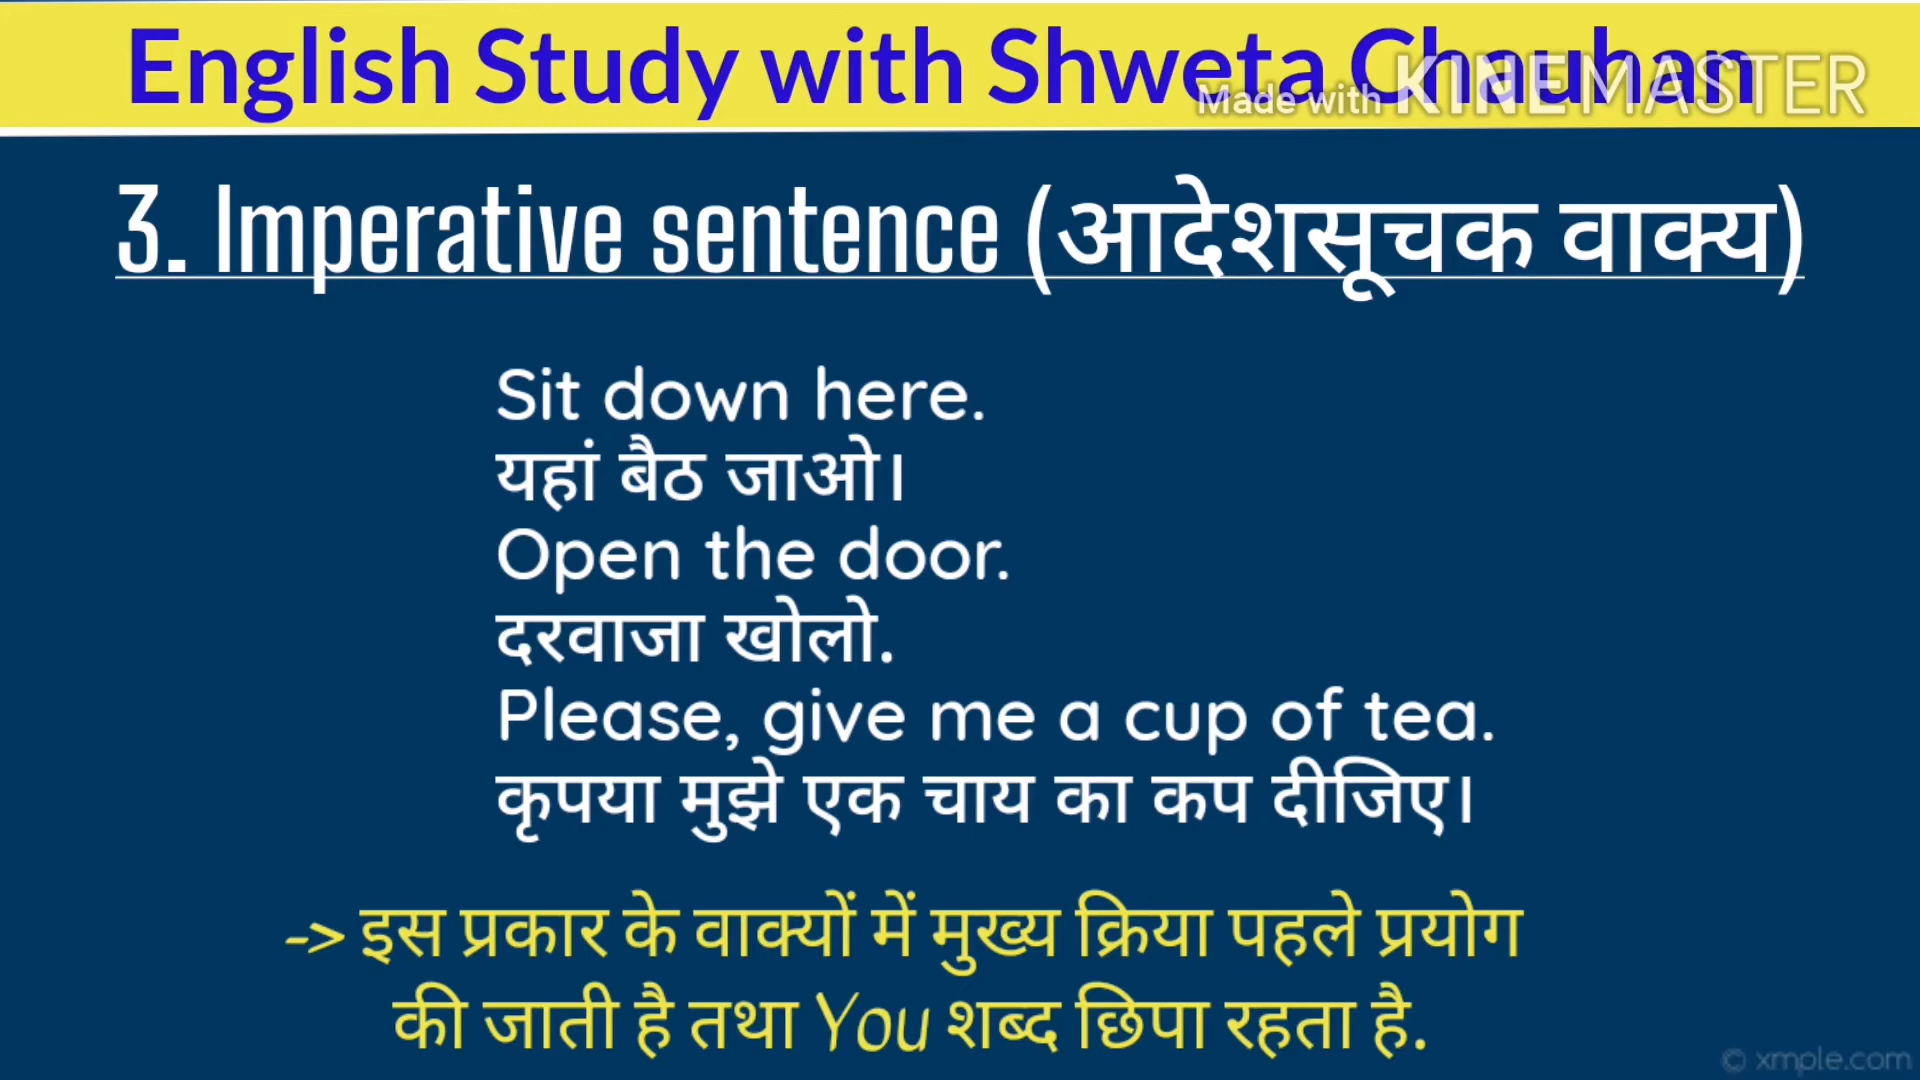 English Study with Shweta Chauhan
Made with KINEMASTER
3. Imperative sentence (आदेशसूचक वाक्य)
Sit down here.
यहां बैठ जाओ।
Open the door.
दरवाजा खोलो.
Please, give me a cup of tea.
कृपया मुझे एक चाय का कप दीजिए।
-> इस प्रकार के वाक्यों में मुख्य क्रिया पहले प्रयोग
की जाती है तथा You शब्द छिपा रहता है.
© xmple.com